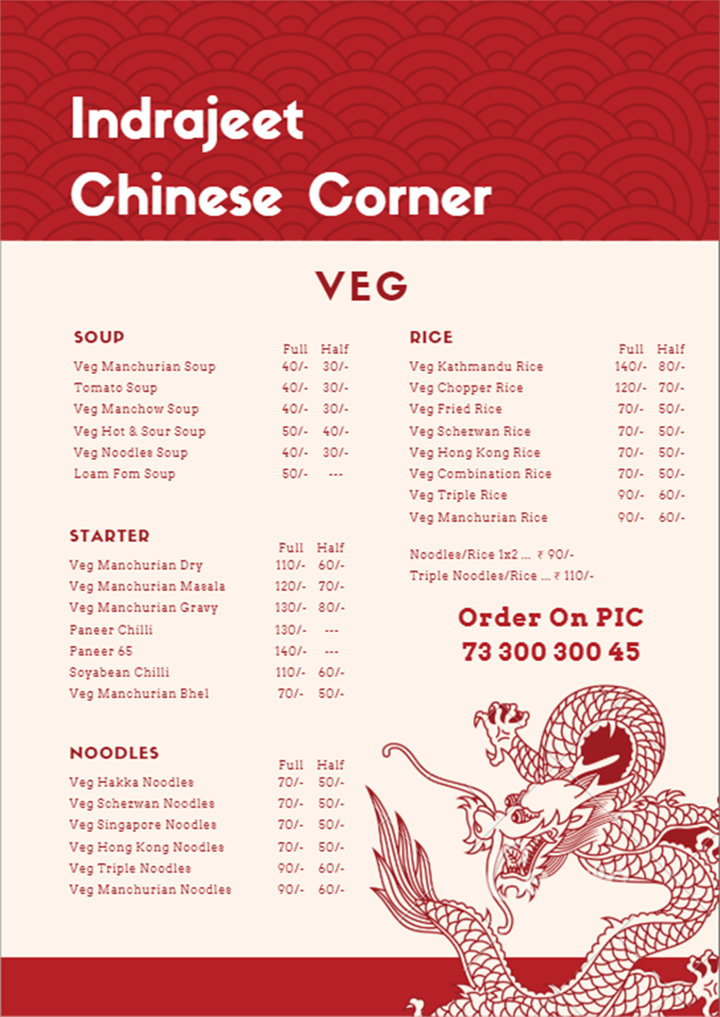 Indrajeet
Chinese Corner
VEG
SOUP
Full Half
Veg Manchurian Soup 40/- 30/-
Tomato Soup 40/- 30/-
Veg Manchow Soup 40/- 30/-
Veg Hot & Sour Soup 50/- 40/-
Veg Noodles Soup 40/- 30/-
Loam Fom Soup 50/- ---
STARTER
Full Half
Veg Manchurian Dry 110/- 60/-
Veg Manchurian Masala 120/- 70/-
Veg Manchurian Gravy 130/- 80/-
Paneer Chilli 130/- ---
Paneer 65 140/- ---
Soyabean Chilli 110/- 60/-
Veg Manchurian Bhel 70/- 50/-
NOODLES
Full Half
Veg Hakka Noodles 70/- 50/-
Veg Schezwan Noodles 70/- 50/-
Veg Singapore Noodles 70/- 50/-
Veg Hong Kong Noodles 70/- 50/-
Veg Triple Noodles 90/- 60/-
Veg Manchurian Noodles 90/- 60/-
RICE
Full Half
Veg Kathmandu Rice 140/- 80/-
Veg Chopper Rice 120/- 70/-
Veg Fried Rice 70/- 50/-
Veg Schezwan Rice 70/- 50/-
Veg Hong Kong Rice 70/- 50/-
Veg Combination Rice 70/- 50/-
Veg Triple Rice 90/- 60/-
Veg Manchurian Rice 90/- 60/-
Noodles/Rice 1x2 ... ₹ 90/-
Triple Noodles/Rice ... ₹ 110/-
Order On PIC
73 300 300 45